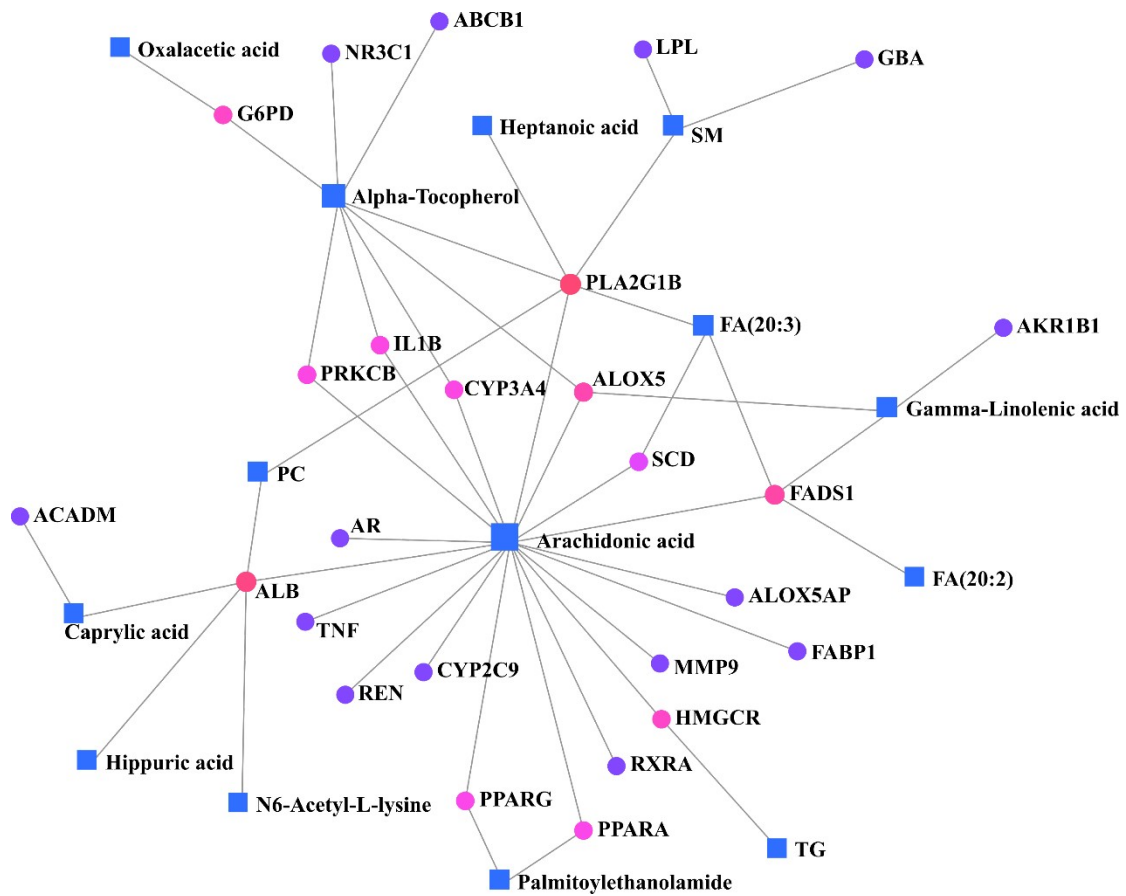 ABCB1
Oxalacetic acid
NR3C1
LPL
GBA
G6PD
Heptanoic acid
SM
Alpha-Tocopherol
PLA2G1B
FA(20:3)
AKR1B1
IL1B
PRKCB
CYP3A4
ALOX5
Gamma-Linolenic acid
SCD
PC
FADS1
ACADM
AR
Arachidonic acid
FA(20:2)
ALB
ALOX5AP
Caprylic acid
TNF
FABP1
CYP2C9
MMP9
REN
HMGCR
Hippuric acid
RXRA
N6-Acetyl-L-lysine
PPARG
PPARA
TG
Palmitoylethanolamide